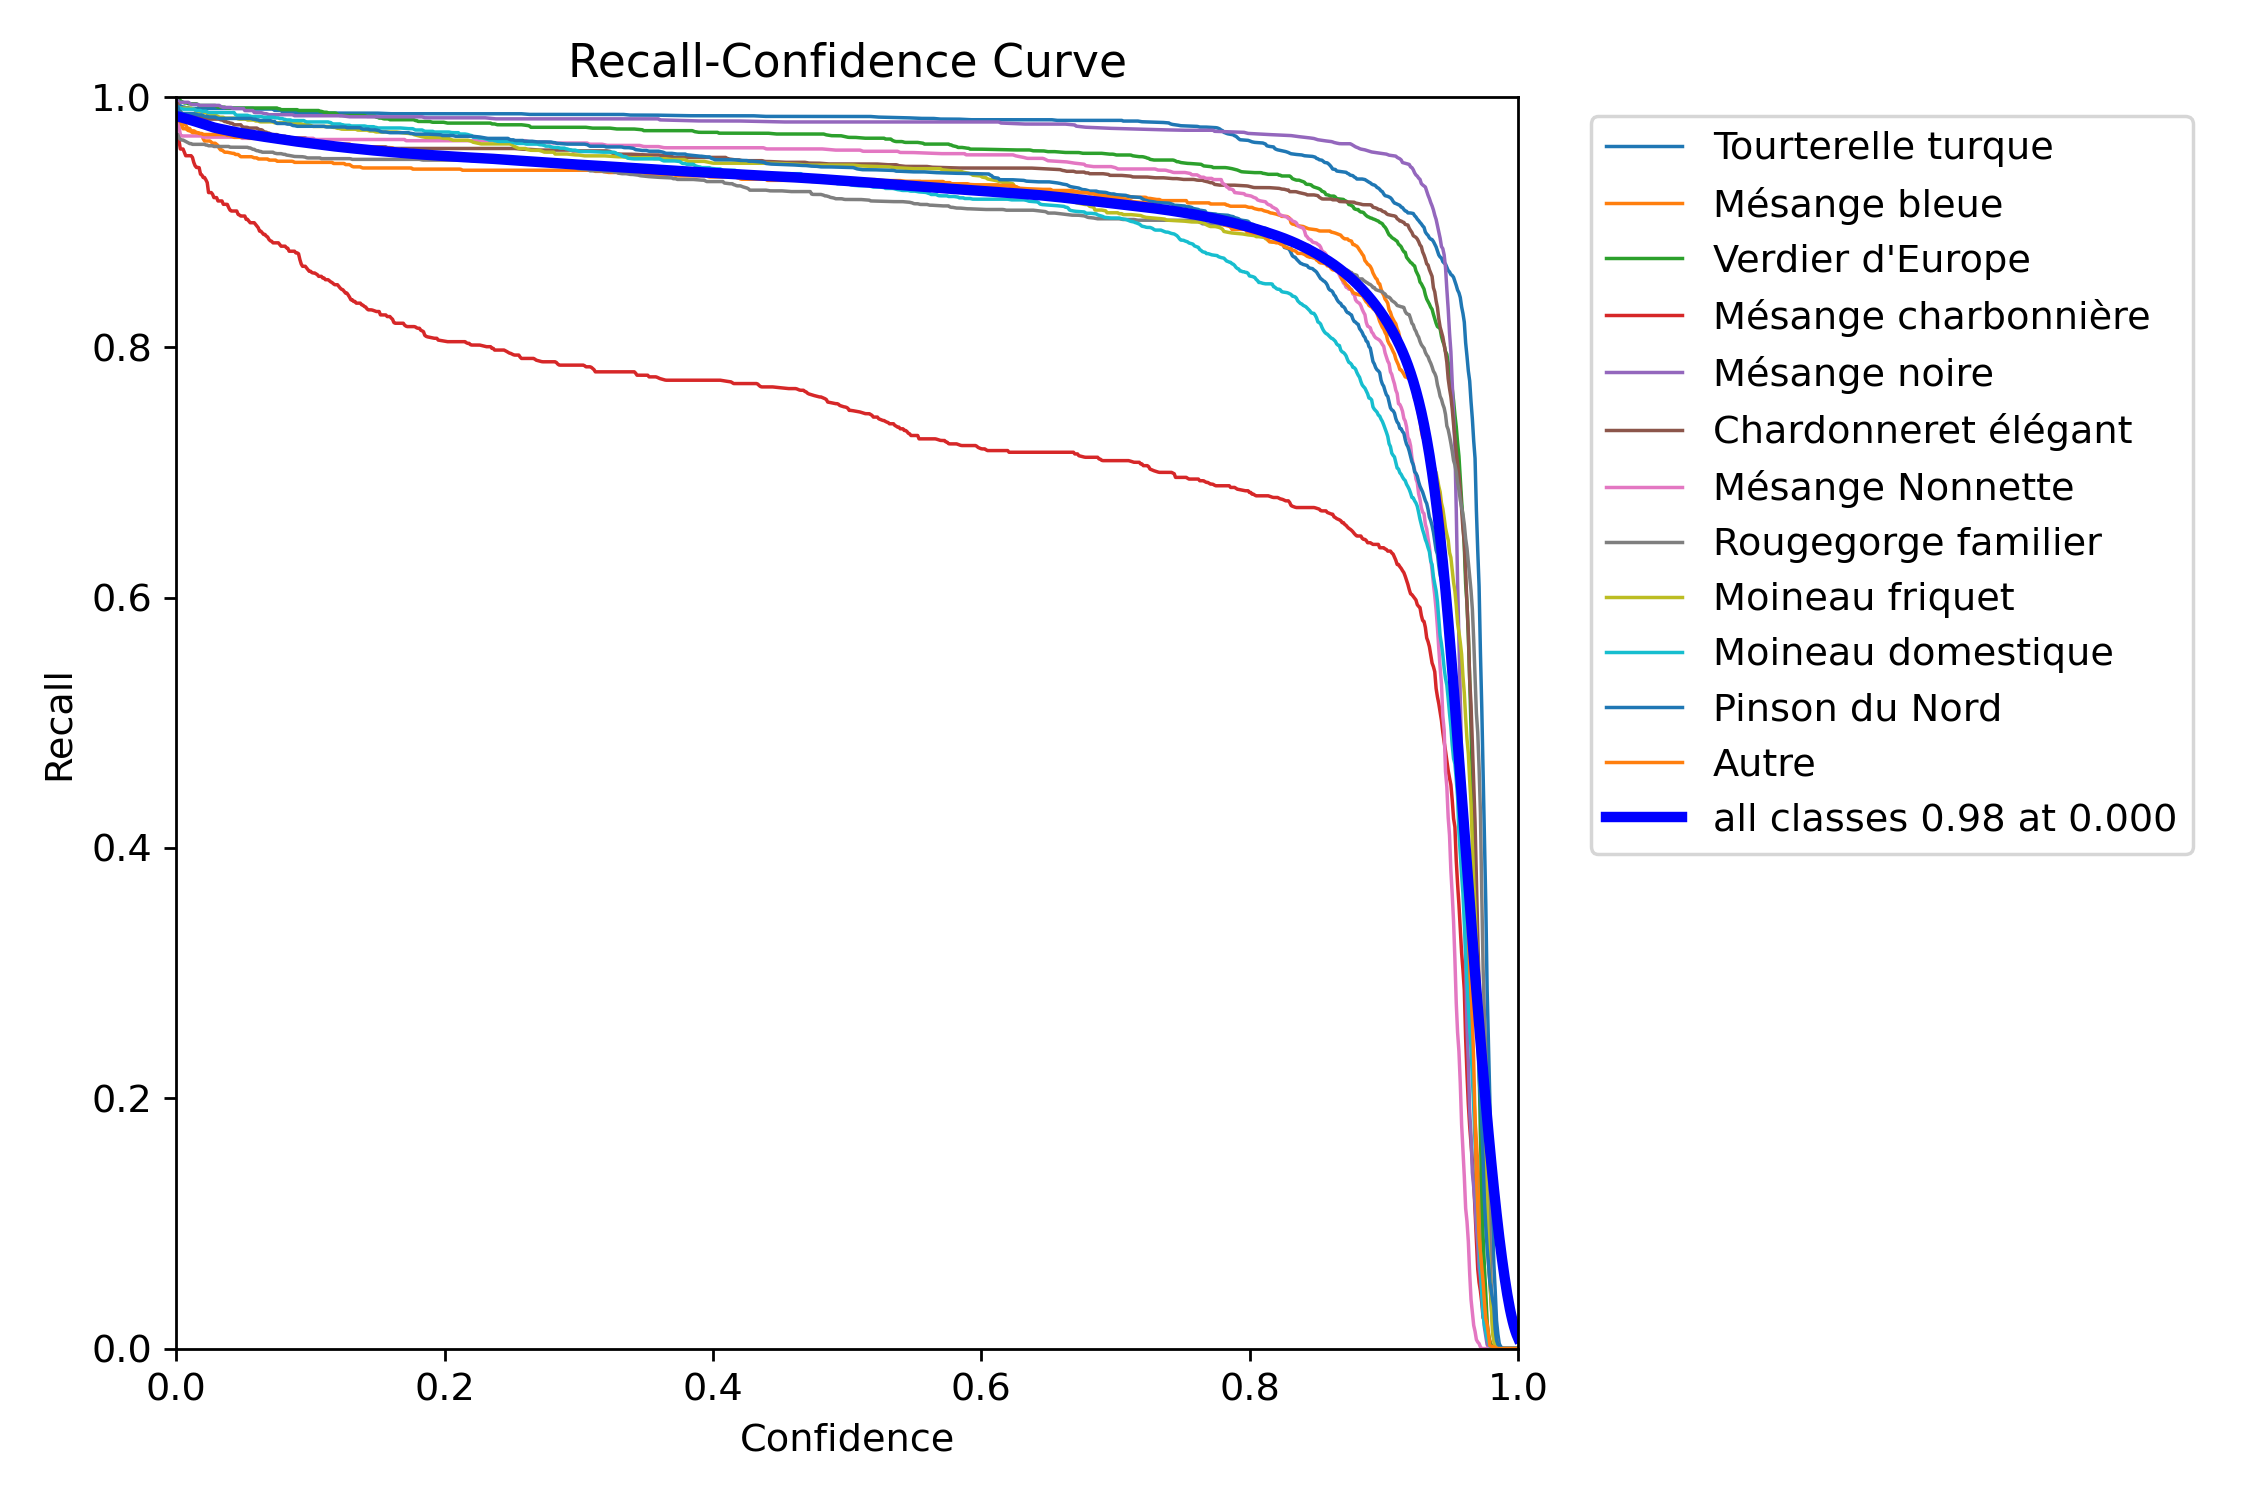 Recall-Confidence Curve
1.0
0.8
0.6
0.4
0.2
0.0
Recall
0.0 0.2 0.4 0.6 0.8 1.0
Confidence
Tourterelle turque
Mésange bleue
Verdier d'Europe
Mésange charbonnière
Mésange noire
Chardonneret élégant
Mésange Nonnette
Rougegorge familier
Moineau friquet
Moineau domestique
Pinson du Nord
Autre
all classes 0.98 at 0.000